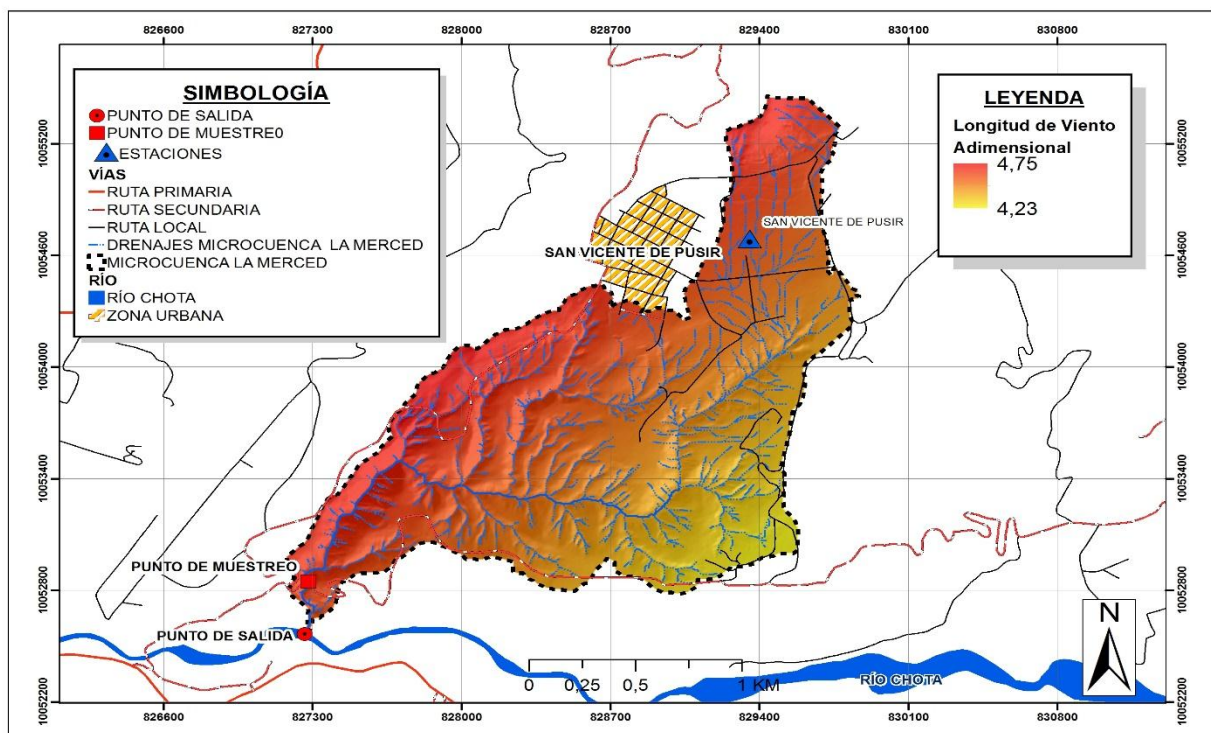 826600 827300 828000 828700 829400 830100 830800
SIMBOLOGÍA
PUNTO DE SALIDA
PUNTO DE MUESTRE0
ESTACIONES
VÍAS
RUTA PRIMARIA
RUTA SECUNDARIA
RUTA LOCAL
DRENAJES MICROCUENCA LA MERCED
MICROCUENCA LA MERCED
RÍO
RÍO CHOTA
ZONA URBANA
LEYENDA
Longitud de Viento
Adimensional
4,75
4,23
10055200
10055200
SAN VICENTE DE PUSIR
SAN VICENTE DE PUSIR
10054600
10054600
10054000
10054000
10053400
10053400
PUNTO DE MUESTREO
10052800
10052800
PUNTO DE SALIDA
N
RÍO CHOTA
0 0,25 0,5 1 KM
10052200
10052200
826600 827300 828000 828700 829400 830100 830800